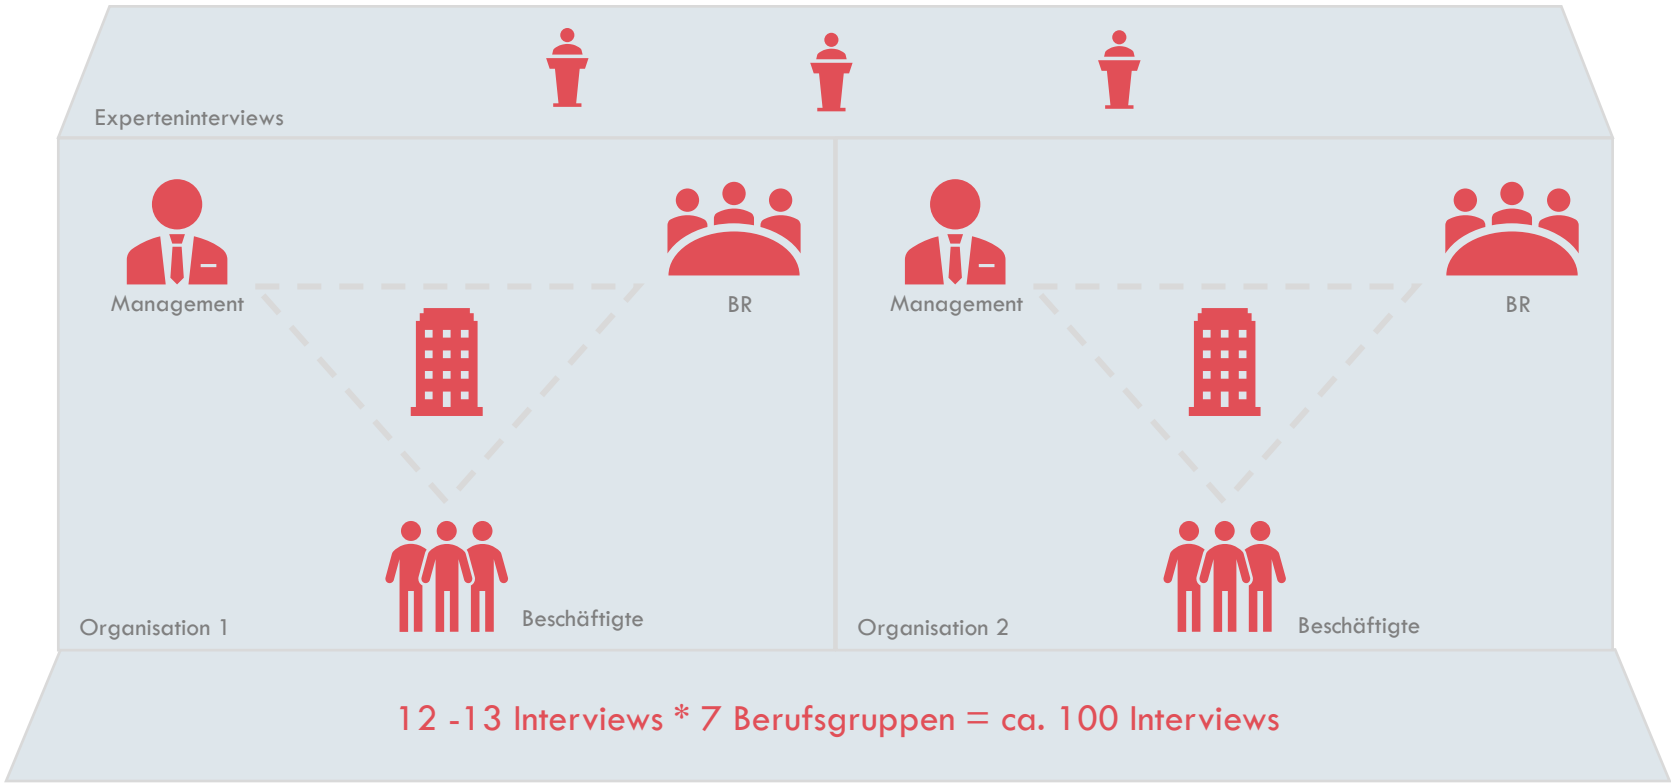 Experteninterviews
Management
BR
Management
BR
Organisation 1
Beschäftigte
Organisation 2
Beschäftigte
12 -13 Interviews * 7 Berufsgruppen = ca. 100 Interviews